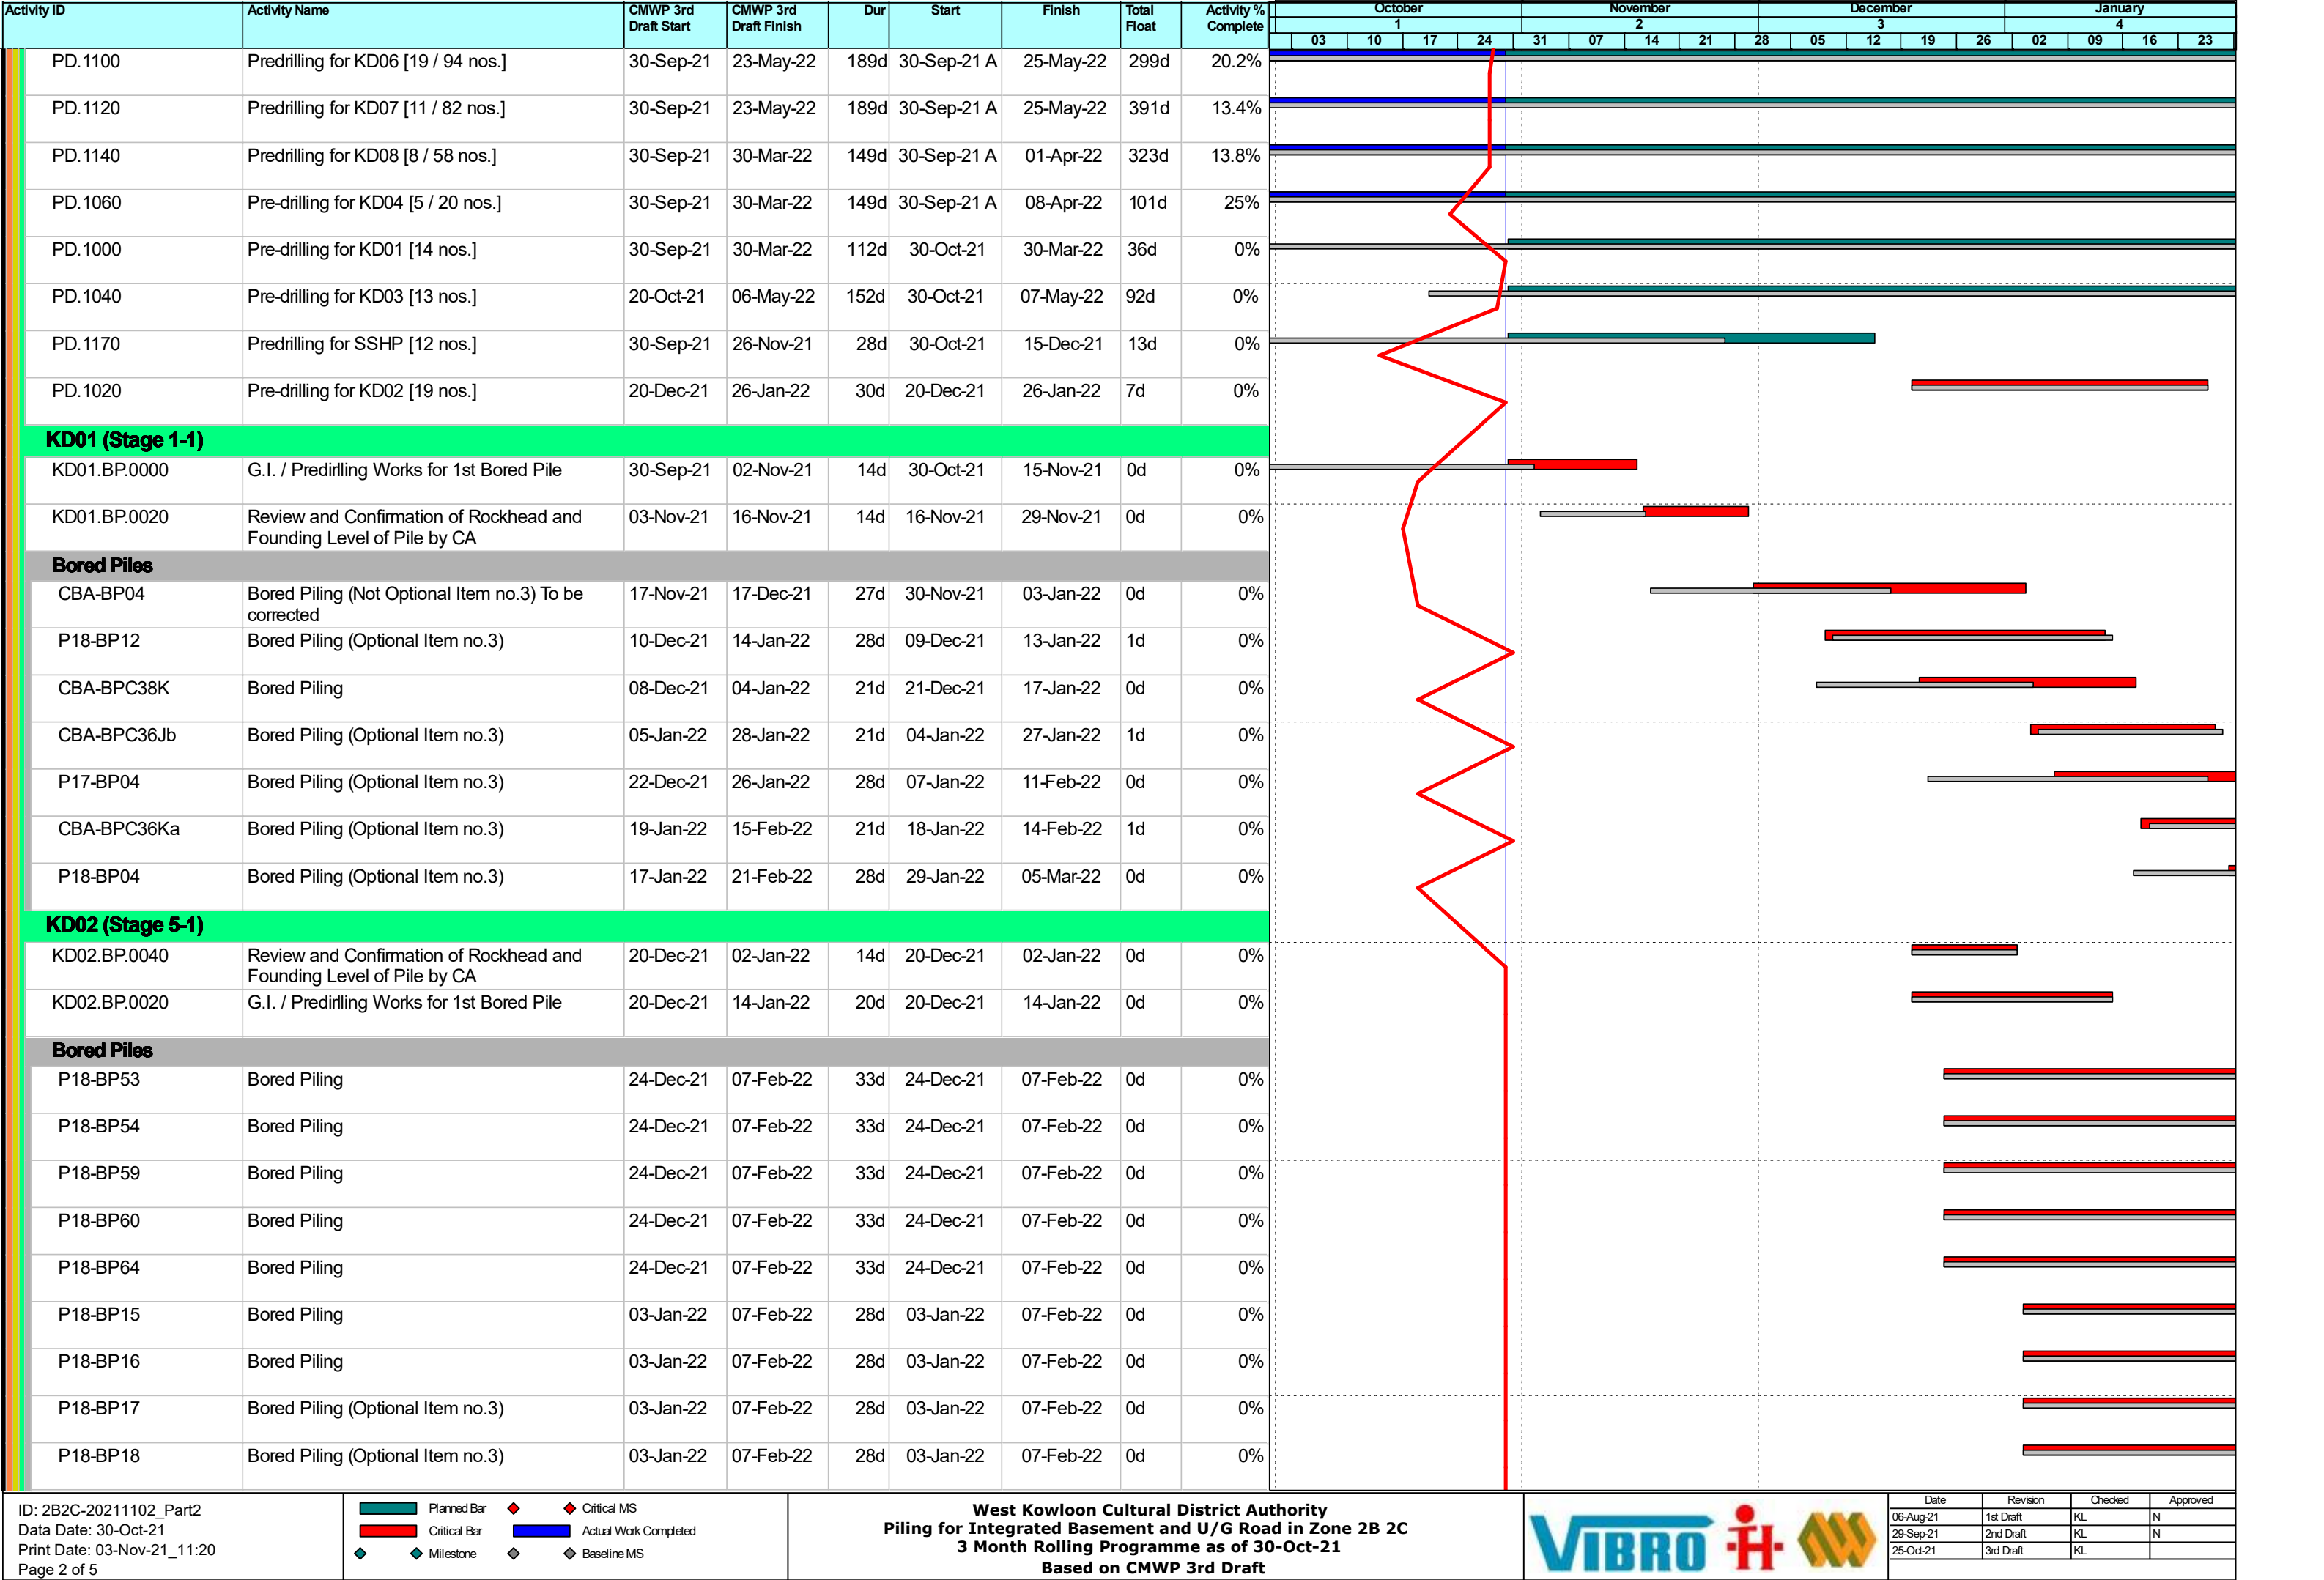 Activity ID Activity Name CMWP 3rd Draft Start CMWP 3rd Draft Finish Dur Start Finish Total Float Activity % Complete
October November December January
1 2 3 4
03 10 17 24 31 07 14 21 28 05 12 19 26 02 09 16 23
PD.1100 Predrilling for KD06 [19 / 94 nos.] 30-Sep-21 23-May-22 189d 30-Sep-21 A 25-May-22 299d 20.2%
PD.1120 Predrilling for KD07 [11 / 82 nos.] 30-Sep-21 23-May-22 189d 30-Sep-21 A 25-May-22 391d 13.4%
PD.1140 Predrilling for KD08 [8 / 58 nos.] 30-Sep-21 30-Mar-22 149d 30-Sep-21 A 01-Apr-22 323d 13.8%
PD.1060 Pre-drilling for KD04 [5 / 20 nos.] 30-Sep-21 30-Mar-22 149d 30-Sep-21 A 08-Apr-22 101d 25%
PD.1000 Pre-drilling for KD01 [14 nos.] 30-Sep-21 30-Mar-22 112d 30-Oct-21 30-Mar-22 36d 0%
PD.1040 Pre-drilling for KD03 [13 nos.] 20-Oct-21 06-May-22 152d 30-Oct-21 07-May-22 92d 0%
PD.1170 Predrilling for SSHP [12 nos.] 30-Sep-21 26-Nov-21 28d 30-Oct-21 15-Dec-21 13d 0%
PD.1020 Pre-drilling for KD02 [19 nos.] 20-Dec-21 26-Jan-22 30d 20-Dec-21 26-Jan-22 7d 0%
KD01 (Stage 1-1)
KD01.BP.0000 G.I. / Predirlling Works for 1st Bored Pile 30-Sep-21 02-Nov-21 14d 30-Oct-21 15-Nov-21 0d 0%
KD01.BP.0020 Review and Confirmation of Rockhead and 03-Nov-21 16-Nov-21 14d 16-Nov-21 29-Nov-21 0d 0%
Founding Level of Pile by CA
Bored Piles
CBA-BP04 Bored Piling (Not Optional Item no.3) To be 17-Nov-21 17-Dec-21 27d 30-Nov-21 03-Jan-22 0d 0%
corrected
P18-BP12 Bored Piling (Optional Item no.3) 10-Dec-21 14-Jan-22 28d 09-Dec-21 13-Jan-22 1d 0%
CBA-BPC38K Bored Piling 08-Dec-21 04-Jan-22 21d 21-Dec-21 17-Jan-22 0d 0%
CBA-BPC36Jb Bored Piling (Optional Item no.3) 05-Jan-22 28-Jan-22 21d 04-Jan-22 27-Jan-22 1d 0%
P17-BP04 Bored Piling (Optional Item no.3) 22-Dec-21 26-Jan-22 28d 07-Jan-22 11-Feb-22 0d 0%
CBA-BPC36Ka Bored Piling (Optional Item no.3) 19-Jan-22 15-Feb-22 21d 18-Jan-22 14-Feb-22 1d 0%
P18-BP04 Bored Piling (Optional Item no.3) 17-Jan-22 21-Feb-22 28d 29-Jan-22 05-Mar-22 0d 0%
KD02 (Stage 5-1)
KD02.BP.0040 Review and Confirmation of Rockhead and 20-Dec-21 02-Jan-22 14d 20-Dec-21 02-Jan-22 0d 0%
Founding Level of Pile by CA
KD02.BP.0020 G.I. / Predirlling Works for 1st Bored Pile 20-Dec-21 14-Jan-22 20d 20-Dec-21 14-Jan-22 0d 0%
Bored Piles
P18-BP53 Bored Piling 24-Dec-21 07-Feb-22 33d 24-Dec-21 07-Feb-22 0d 0%
P18-BP54 Bored Piling 24-Dec-21 07-Feb-22 33d 24-Dec-21 07-Feb-22 0d 0%
P18-BP59 Bored Piling 24-Dec-21 07-Feb-22 33d 24-Dec-21 07-Feb-22 0d 0%
P18-BP60 Bored Piling 24-Dec-21 07-Feb-22 33d 24-Dec-21 07-Feb-22 0d 0%
P18-BP64 Bored Piling 24-Dec-21 07-Feb-22 33d 24-Dec-21 07-Feb-22 0d 0%
P18-BP15 Bored Piling 03-Jan-22 07-Feb-22 28d 03-Jan-22 07-Feb-22 0d 0%
P18-BP16 Bored Piling 03-Jan-22 07-Feb-22 28d 03-Jan-22 07-Feb-22 0d 0%
P18-BP17 Bored Piling (Optional Item no.3) 03-Jan-22 07-Feb-22 28d 03-Jan-22 07-Feb-22 0d 0%
P18-BP18 Bored Piling (Optional Item no.3) 03-Jan-22 07-Feb-22 28d 03-Jan-22 07-Feb-22 0d 0%
ID: 2B2C-20211102_Part2
Data Date: 30-Oct-21
Print Date: 03-Nov-21_11:20
Page 2 of 5
Planned Bar Critical MS
Critical Bar Actual Work Completed
Milestone Baseline MS
West Kowloon Cultural District Authority
Piling for Integrated Basement and U/G Road in Zone 2B 2C
3 Month Rolling Programme as of 30-Oct-21
Based on CMWP 3rd Draft
VIBRO
Date Revision Checked Approved
06-Aug-21 1st Draft KL N
29-Sep-21 2nd Draft KL N
25-Oct-21 3rd Draft KL